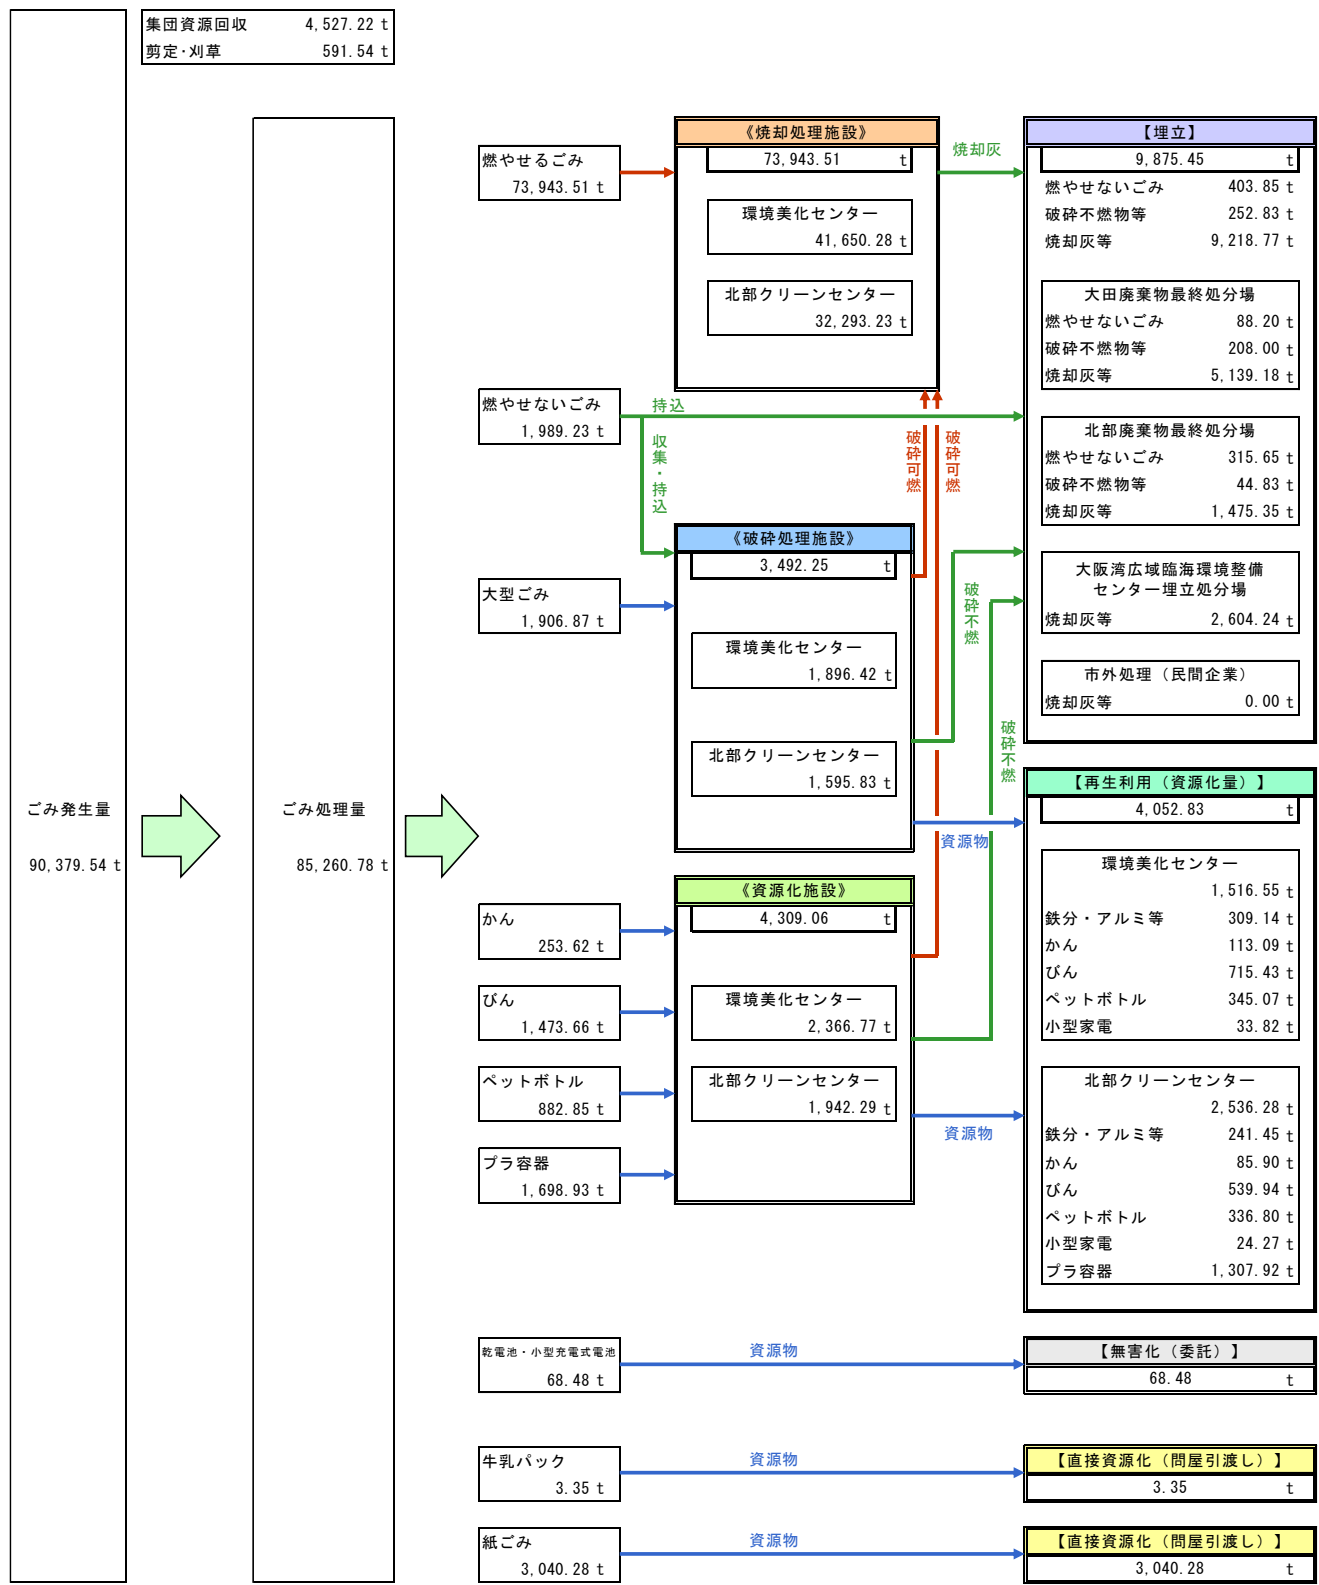 集団資源回収 4,527.22 t
剪定・刈草 591.54 t
ごみ発生量
90,379.54 t
ごみ処理量
85,260.78 t
燃やせるごみ
73,943.51 t
燃やせないごみ
1,989.23 t
持込
収集・持込
大型ごみ
1,906.87 t
かん
253.62 t
びん
1,473.66 t
ペットボトル
882.85 t
プラ容器
1,698.93 t
乾電池・小型充電式電池
68.48 t
牛乳パック
3.35 t
紙ごみ
3,040.28 t
《焼却処理施設》
73,943.51 t
環境美化センター
41,650.28 t
北部クリーンセンター
32,293.23 t
焼却灰
破砕可燃
破砕可燃
《破砕処理施設》
3,492.25 t
環境美化センター
1,896.42 t
北部クリーンセンター
1,595.83 t
破砕不燃
破砕不燃
資源物
《資源化施設》
4,309.06 t
環境美化センター
2,366.77 t
北部クリーンセンター
1,942.29 t
資源物
資源物
資源物
資源物
【埋立】
9,875.45 t
燃やせないごみ 403.85 t
破砕不燃物等 252.83 t
焼却灰等 9,218.77 t
大田廃棄物最終処分場
燃やせないごみ 88.20 t
破砕不燃物等 208.00 t
焼却灰等 5,139.18 t
北部廃棄物最終処分場
燃やせないごみ 315.65 t
破砕不燃物等 44.83 t
焼却灰等 1,475.35 t
大阪湾広域臨海環境整備
センター埋立処分場
焼却灰等 2,604.24 t
市外処理（民間企業）
焼却灰等 0.00 t
【再生利用（資源化量）】
4,052.83 t
環境美化センター
1,516.55 t
鉄分・アルミ等 309.14 t
かん 113.09 t
びん 715.43 t
ペットボトル 345.07 t
小型家電 33.82 t
北部クリーンセンター
2,536.28 t
鉄分・アルミ等 241.45 t
かん 85.90 t
びん 539.94 t
ペットボトル 336.80 t
小型家電 24.27 t
プラ容器 1,307.92 t
【無害化（委託）】
68.48 t
【直接資源化（問屋引渡し）】
3.35 t
【直接資源化（問屋引渡し）】
3,040.28 t